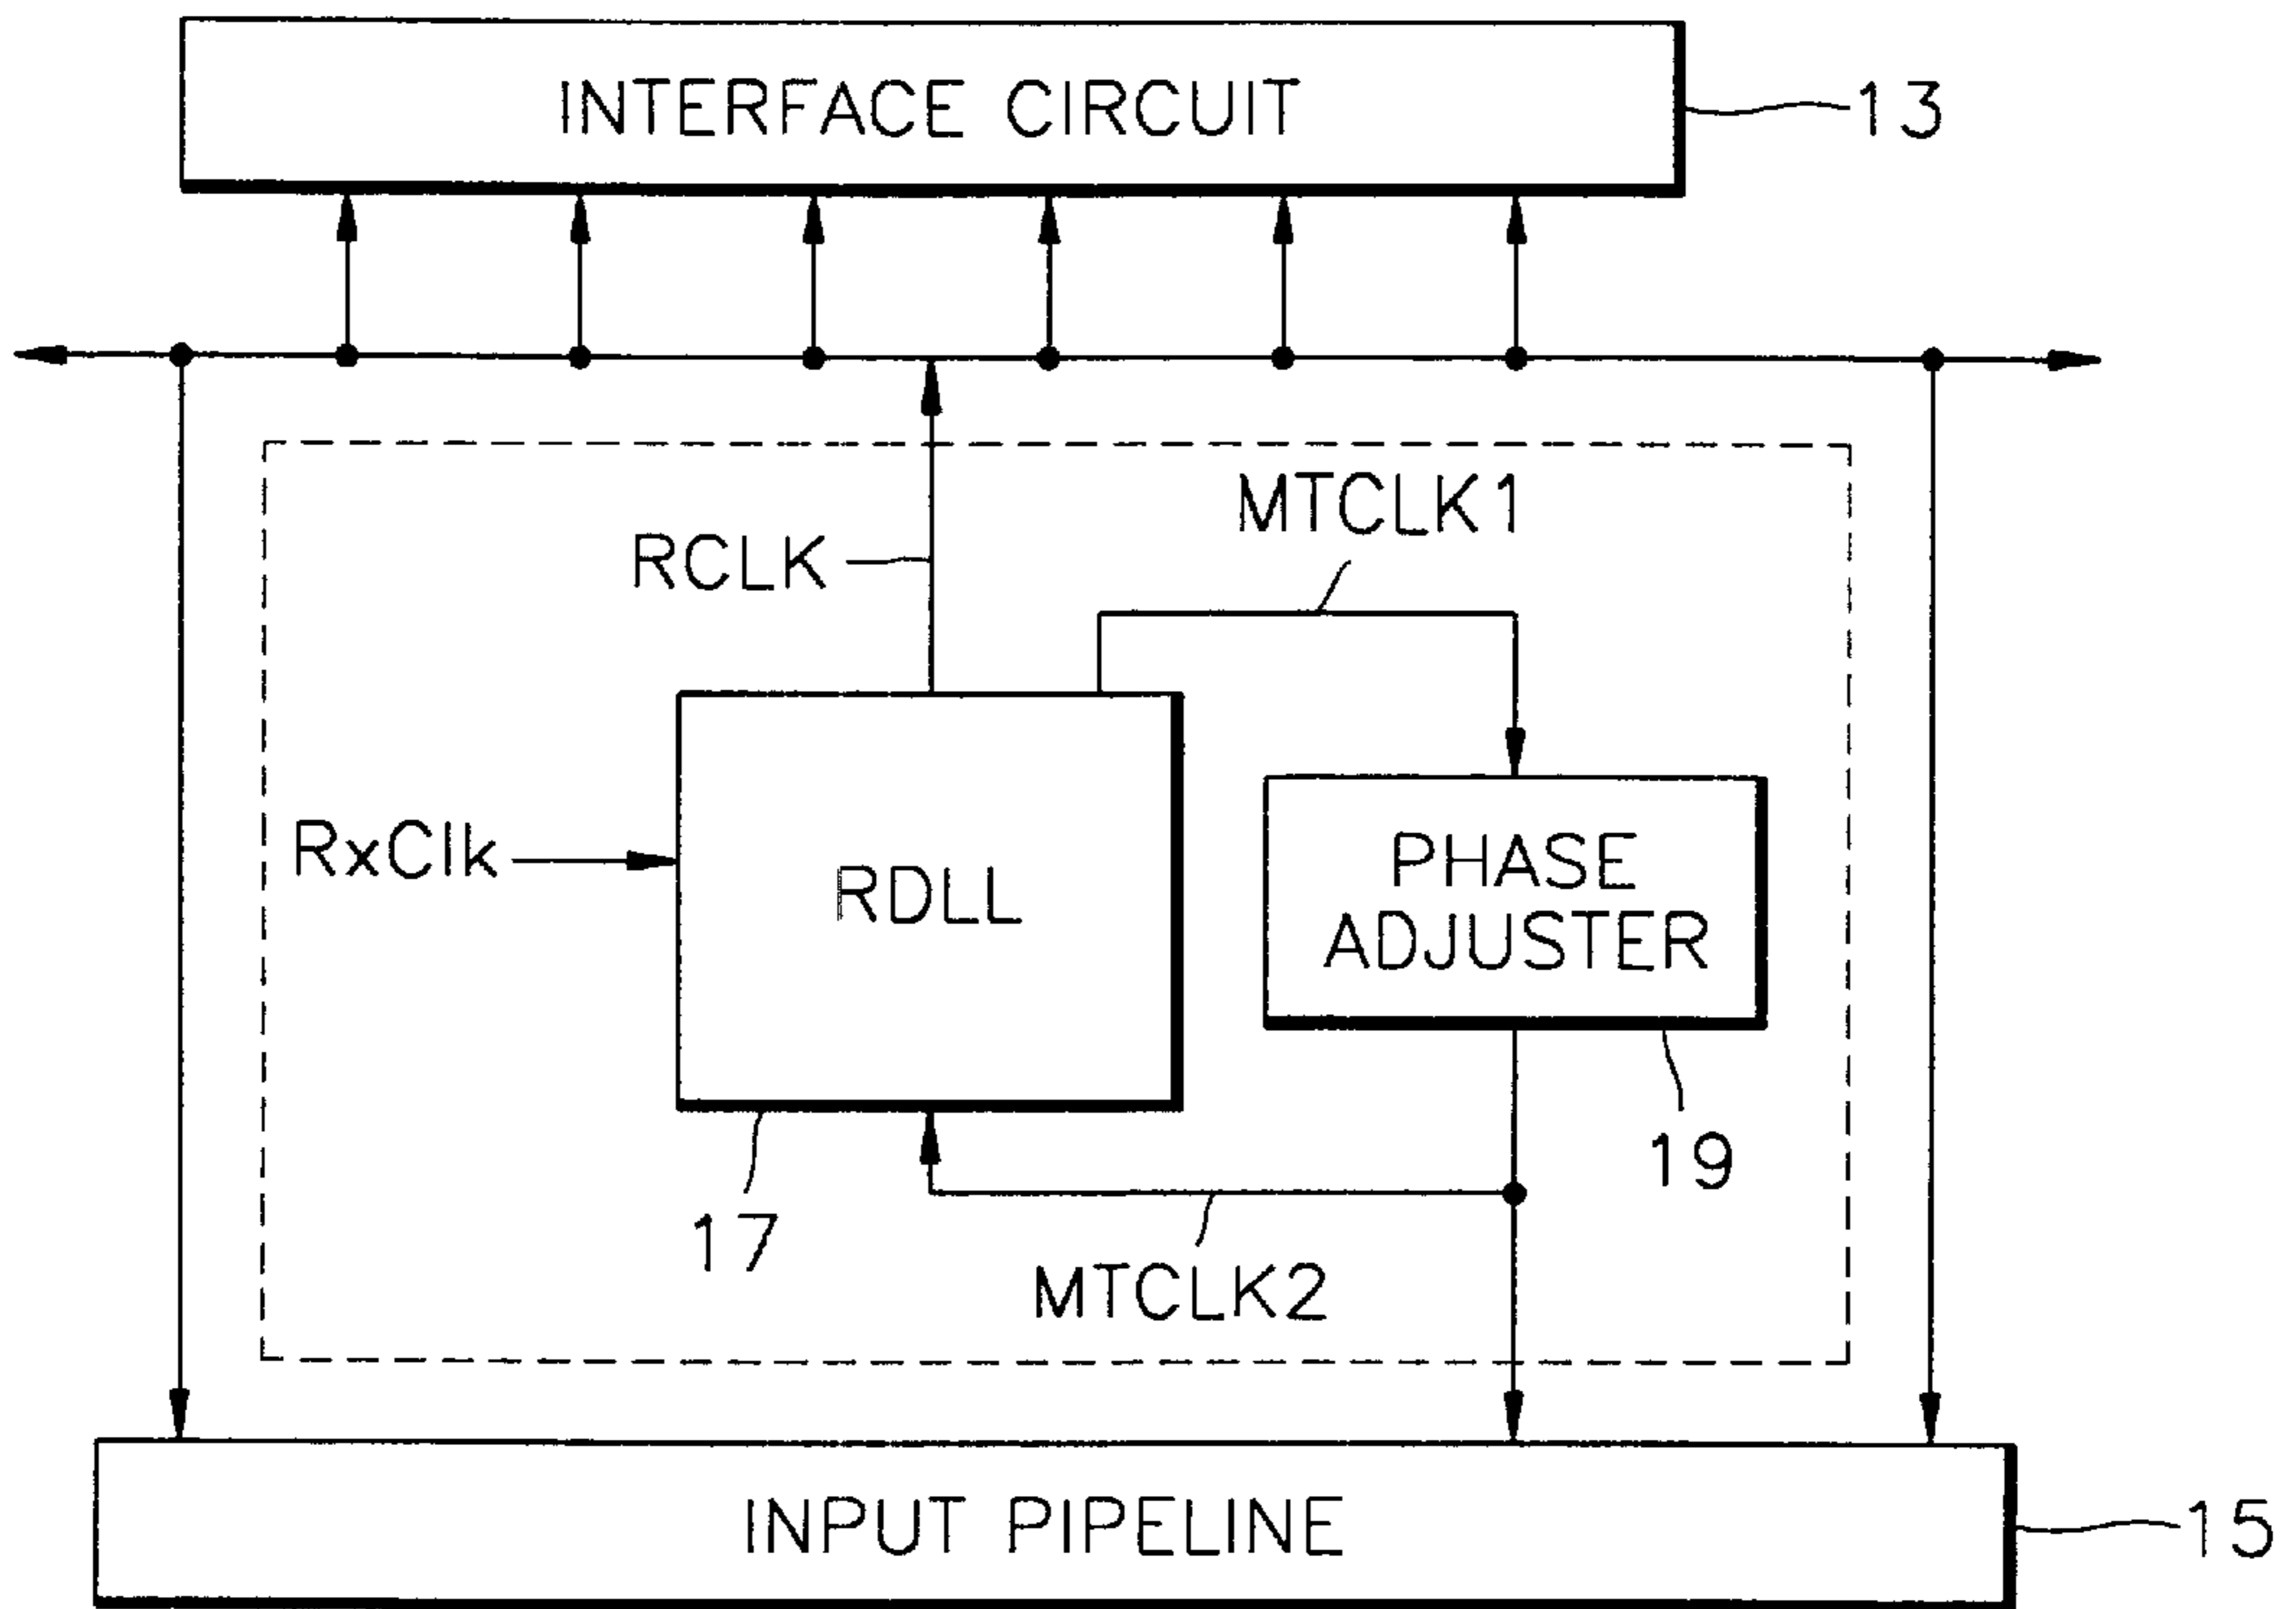 INTERFACE CIRCUIT
13
MTCLK1
RCLK
RxClk
RDLL
PHASE
ADJUSTER
19
17
MTCLK2
INPUT PIPELINE
15